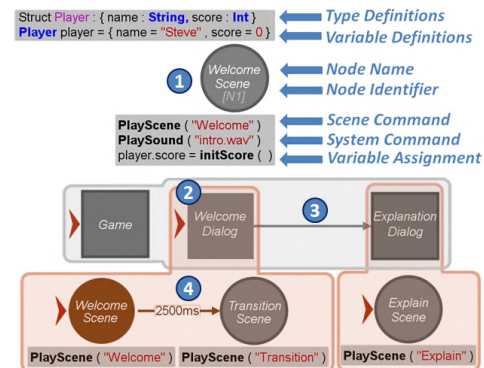 Struct Player : { name : String, score : Int }
Type Definitions
Player player = { name = "Steve" , score = 0 }
Variable Definitions
1
Welcome
Scene
[N1]
Node Name
Node Identifier
PlayScene ( "Welcome" )
Scene Command
PlaySound ( "intro.wav" )
System Command
player.score = initScore ( )
Variable Assignment
2
3
Game
Welcome
Dialog
Explanation
Dialog
4
Welcome
Scene
2500ms
Transition
Scene
Explain
Scene
PlayScene ( "Welcome" )
PlayScene ( "Transition" )
PlayScene ( "Explain" )